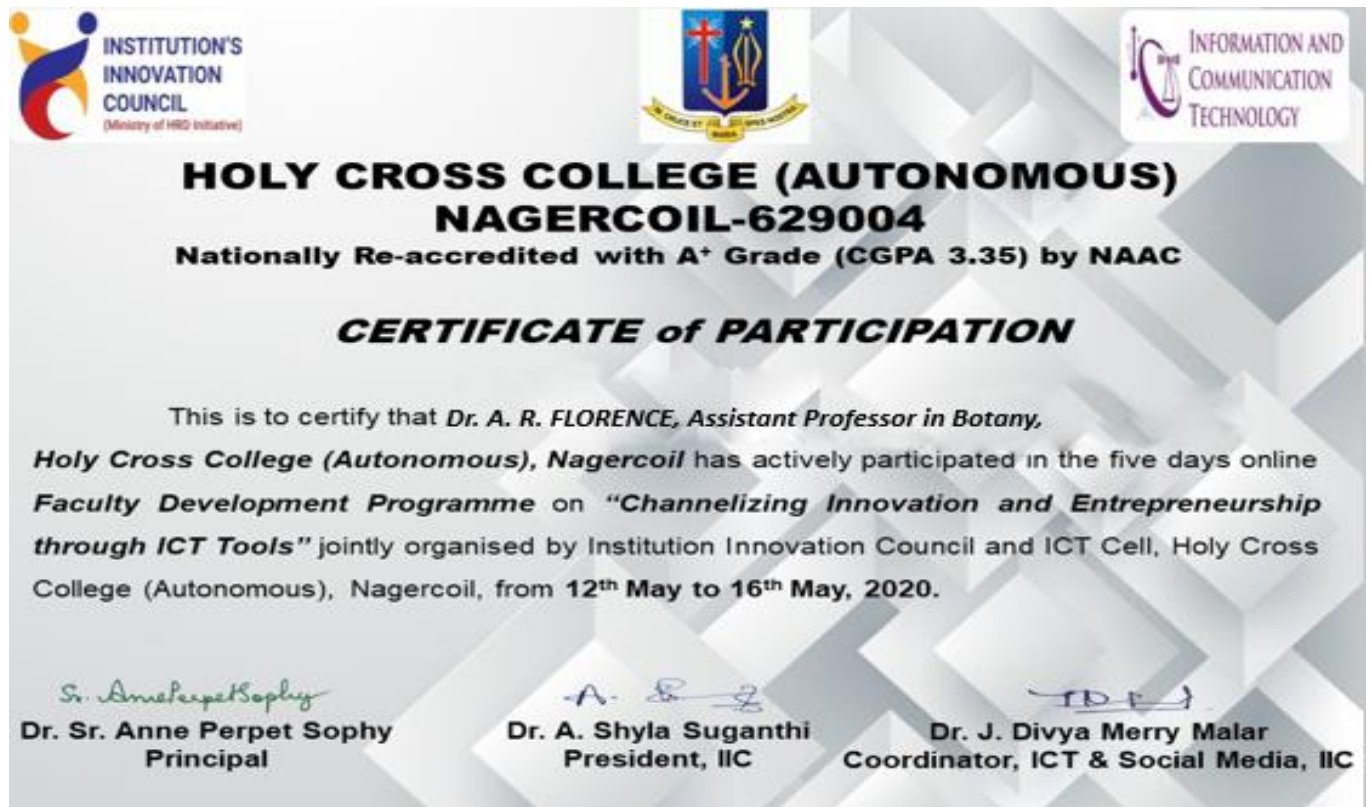 INSTITUTION'S
INNOVATION
COUNCIL
(Ministry of HRD Initiative)
INFORMATION AND
COMMUNICATION
TECHNOLOGY
HOLY CROSS COLLEGE (AUTONOMOUS)
NAGERCOIL-629004
Nationally Re-accredited with A⁺ Grade (CGPA 3.35) by NAAC
CERTIFICATE of PARTICIPATION
This is to certify that Dr. A. R. FLORENCE, Assistant Professor in Botany,
Holy Cross College (Autonomous), Nagercoil has actively participated in the five days online
Faculty Development Programme on “Channelizing Innovation and Entrepreneurship
through ICT Tools” jointly organised by Institution Innovation Council and ICT Cell, Holy Cross
College (Autonomous), Nagercoil, from 12ᵗʰ May to 16ᵗʰ May, 2020.
Sr. AnnePerpetSophy
Dr. Sr. Anne Perpet Sophy
Principal
Dr. A. Shyla Suganthi
President, IIC
Dr. J. Divya Merry Malar
Coordinator, ICT & Social Media, IIC